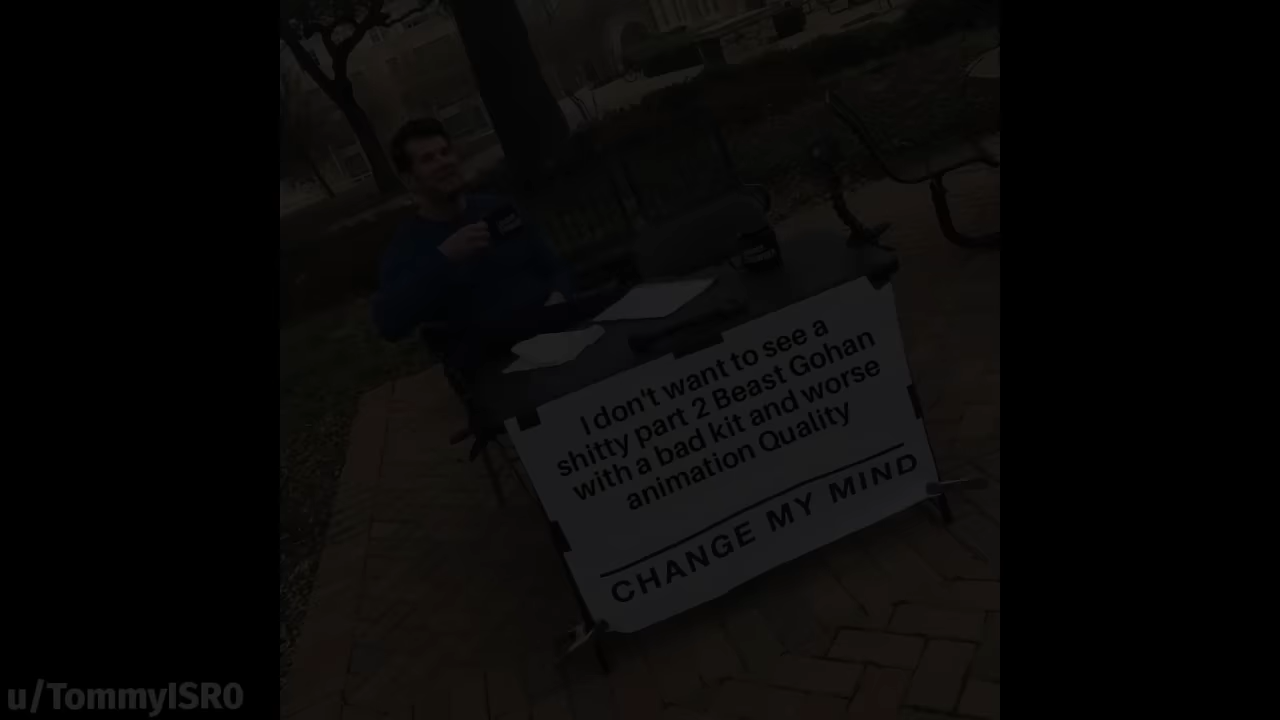 I don't want to see a
shitty part 2 Beast Gohan
with a bad kit and worse
animation Quality
CHANGE MY MIND
u/TommyISR0